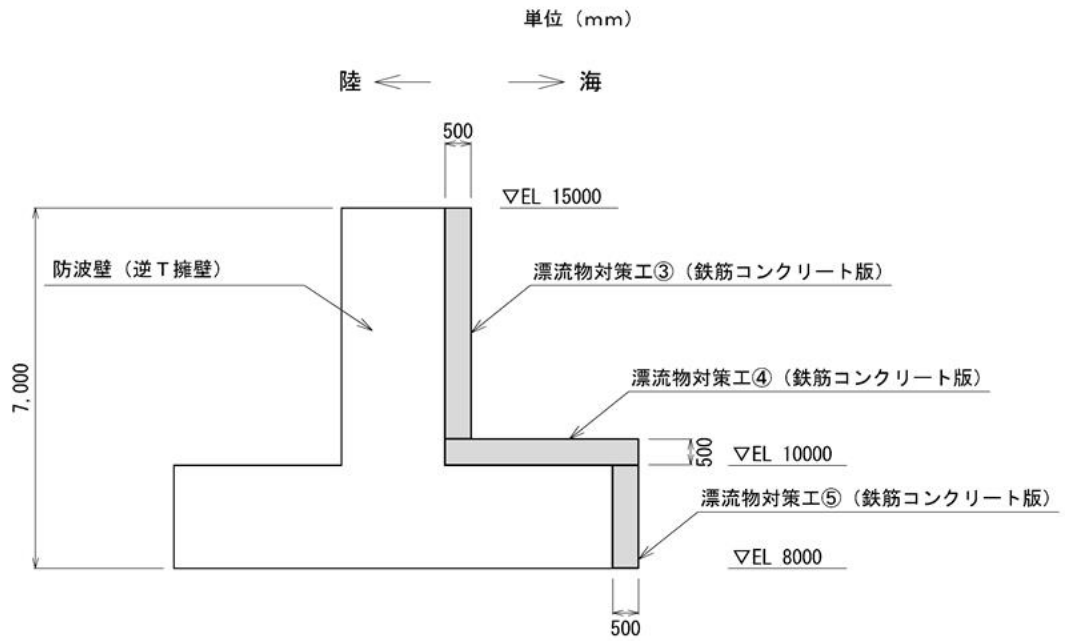 単位（mm）
陸
海
500
▽EL 15000
防波壁（逆Ｔ擁壁）
漂流物対策工③（鉄筋コンクリート版）
7,000
漂流物対策工④（鉄筋コンクリート版）
500
▽EL 10000
漂流物対策工⑤（鉄筋コンクリート版）
▽EL 8000
500